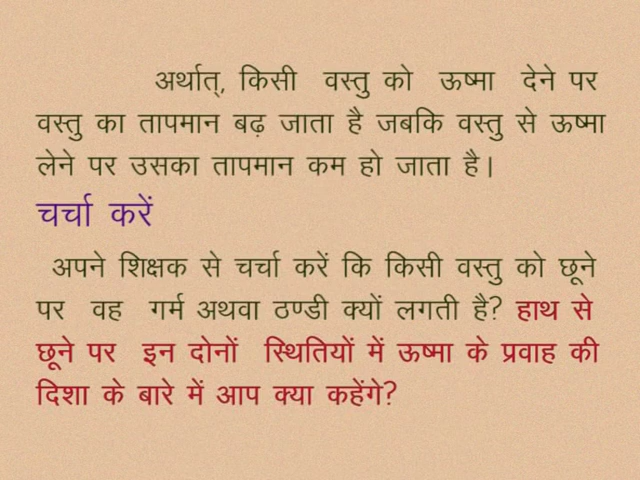 अर्थात्, किसी वस्तु को ऊष्मा देने पर
वस्तु का तापमान बढ़ जाता है जबकि वस्तु से ऊष्मा
लेने पर उसका तापमान कम हो जाता है।
चर्चा करें
अपने शिक्षक से चर्चा करें कि किसी वस्तु को छूने
पर वह गर्म अथवा ठण्डी क्यों लगती है? हाथ से
छूने पर इन दोनों स्थितियों में ऊष्मा के प्रवाह की
दिशा के बारे में आप क्या कहेंगे?